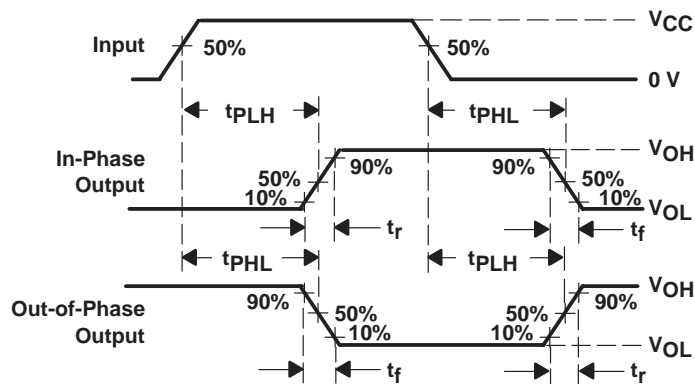 Input
50%
50%
VCC
0 V
tPLH
tPHL
In-Phase
Output
50%
10%
90%
90%
50%
10%
VOH
VOL
tr
tf
tPHL
tPLH
Out-of-Phase
Output
90%
50%
10%
50%
10%
90%
VOH
VOL
tf
tr